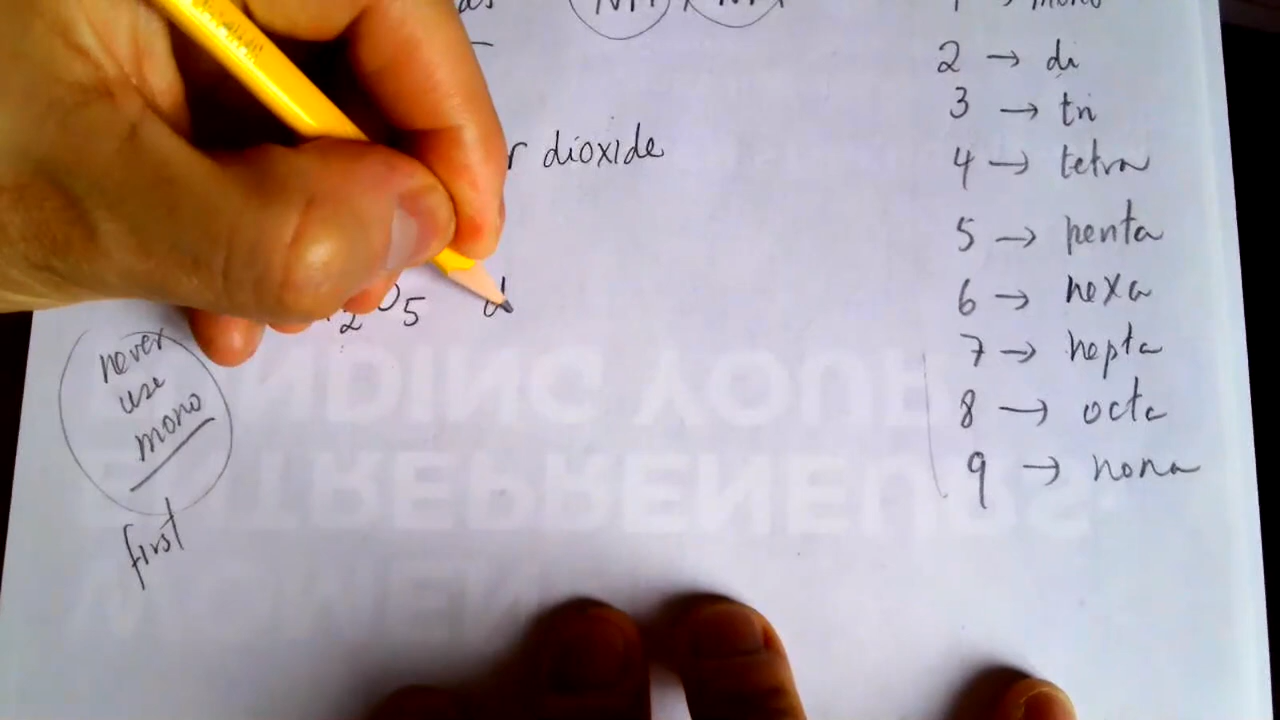 2 → di
3 → tri
r dioxide
4 → tetra
5 → penta
2O5 d
6 → hexa
never
use
mono
first
7 → hepta
8 → octa
9 → nona